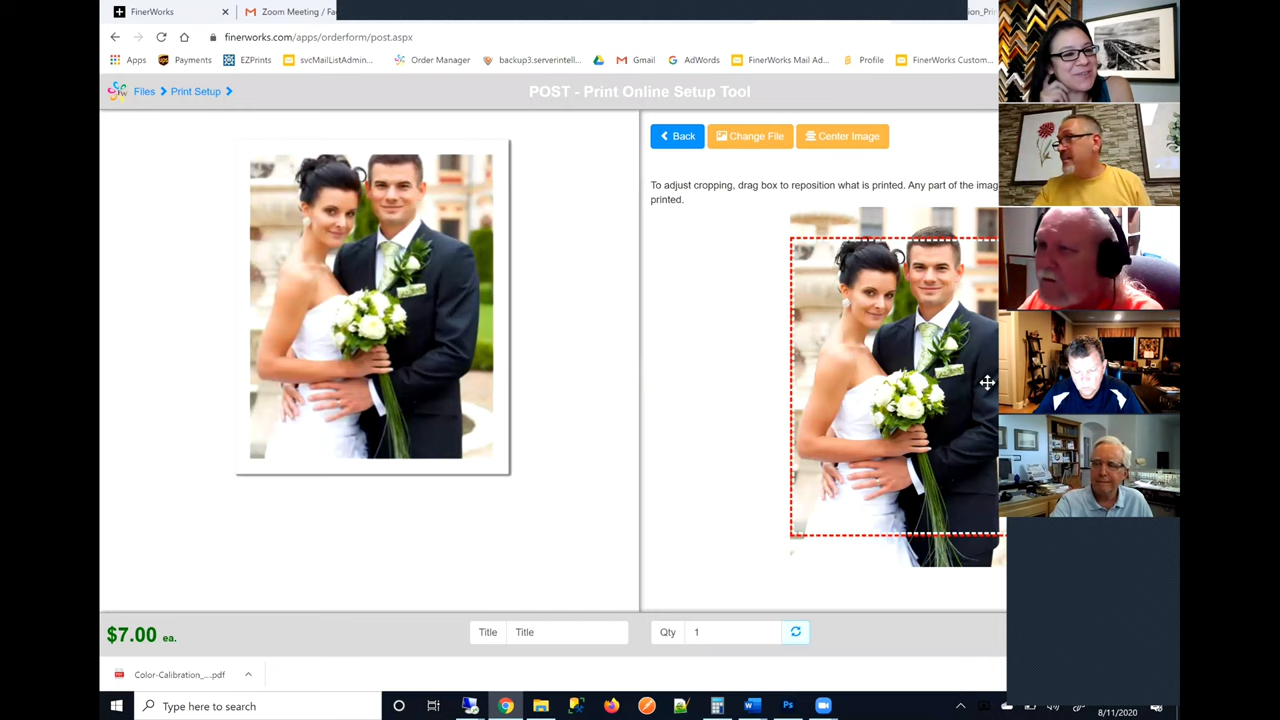 FinerWorks
Zoom Meeting / Fa
ion_Pri
finerworks.com/apps/orderform/post.aspx
Apps Payments EZPrints svcMailListAdmin... Order Manager backup3.serverintell... Gmail AdWords FinerWorks Mail Ad... Profile FinerWorks Custom...
Files Print Setup
POST - Print Online Setup Tool
Back Change File Center Image
To adjust cropping, drag box to reposition what is printed. Any part of the imag
printed.
$7.00 ea.
Title Title
Qty 1
Color-Calibration_....pdf
Type here to search
8/11/2020